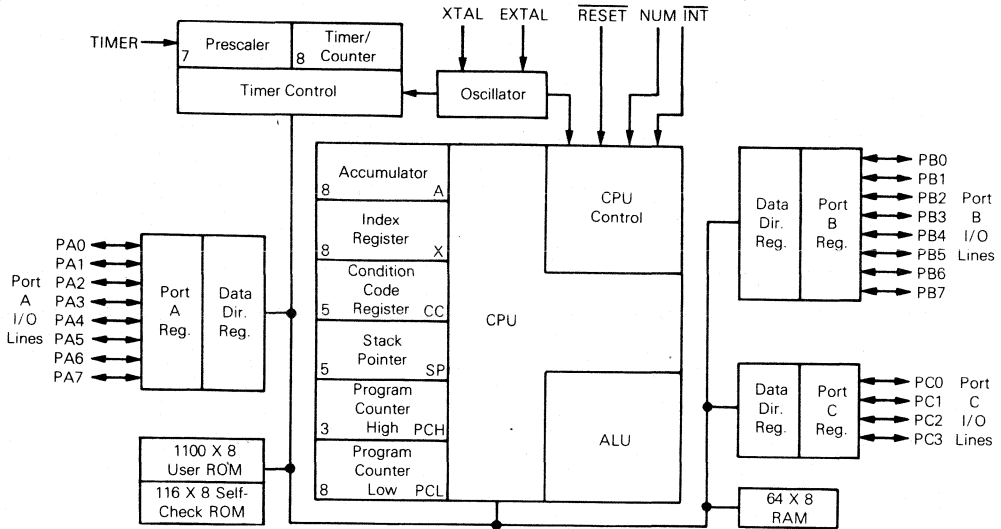 XTAL EXTAL RESET NUM INT
TIMER
Prescaler
7
Timer/
Counter
8
Timer Control
Oscillator
Accumulator
8 A
Index
Register
8 X
Condition
Code
Register
5 CC
Stack
Pointer
5 SP
Program
Counter
High
3 PCH
Program
Counter
Low
8 PCL
CPU
CPU
Control
ALU
Port
A
I/O
Lines
PA0
PA1
PA2
PA3
PA4
PA5
PA6
PA7
Port
A
Reg.
Data
Dir.
Reg.
1100 X 8
User ROM
116 X 8 Self-
Check ROM
Data
Dir.
Reg.
Port
B
Reg.
PB0
PB1
PB2
PB3
PB4
PB5
PB6
PB7
Port
B
I/O
Lines
Data
Dir.
Reg.
Port
C
Reg.
PC0
PC1
PC2
PC3
Port
C
I/O
Lines
64 X 8
RAM